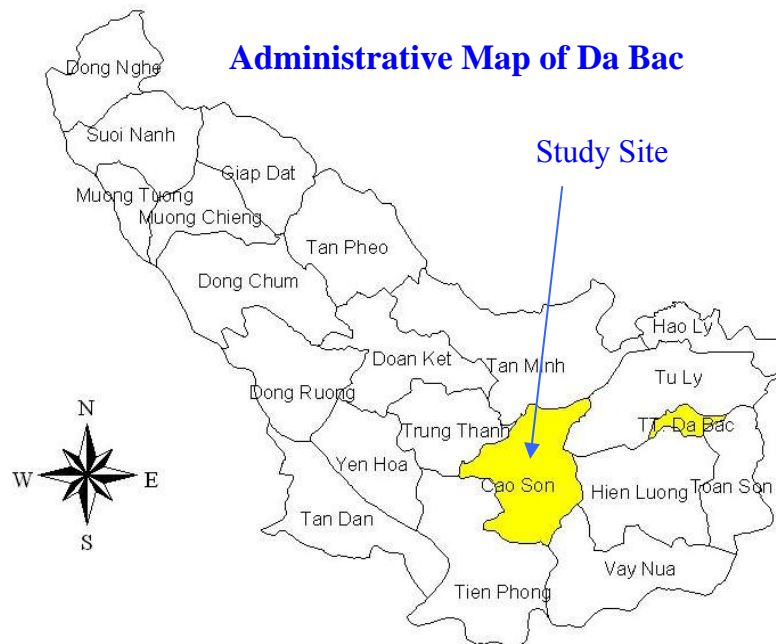 Administrative Map of Da Bac
Dong Nghe
Suoi Nanh
Study Site
Giap Dat
Muong Tuong
Muong Chieng
Tan Pheo
Dong Chum
Hao Ly
Doan Ket
Tan Minh
Tu Ly
Dong Ruong
N
Trung Thanh
TT. Da Bac
Yen Hoa
W
E
Cao Son
Hien Luong
Toan Son
Tan Dan
S
Vay Nua
Tien Phong